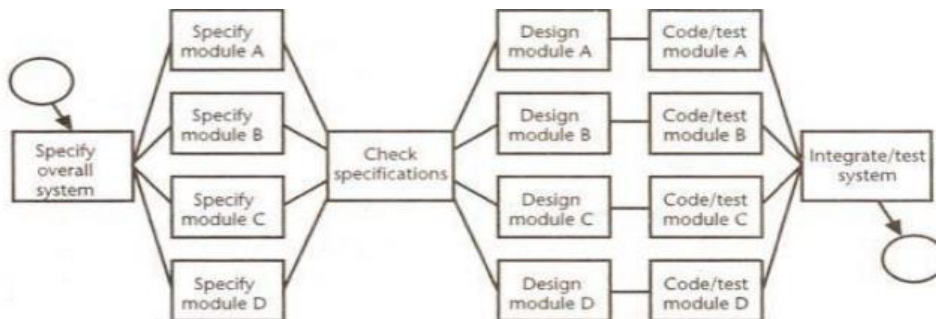 Specify
overall
system
Specify
module A
Specify
module B
Specify
module C
Specify
module D
Check
specifications
Design
module A
Design
module B
Design
module C
Design
module D
Code/test
module A
Code/test
module B
Code/test
module C
Code/test
module D
Integrate/test
system